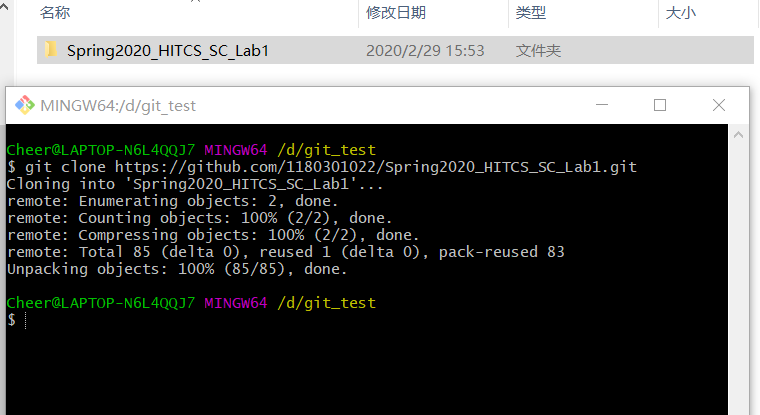 名称 修改日期 类型 大小
Spring2020_HITCS_SC_Lab1 2020/2/29 15:53 文件夹
MINGW64:/d/git_test
Cheer@LAPTOP-N6L4QQJ7 MINGW64 /d/git_test
$ git clone https://github.com/1180301022/Spring2020_HITCS_SC_Lab1.git
Cloning into 'Spring2020_HITCS_SC_Lab1'...
remote: Enumerating objects: 2, done.
remote: Counting objects: 100% (2/2), done.
remote: Compressing objects: 100% (2/2), done.
remote: Total 85 (delta 0), reused 1 (delta 0), pack-reused 83
Unpacking objects: 100% (85/85), done.
Cheer@LAPTOP-N6L4QQJ7 MINGW64 /d/git_test
$